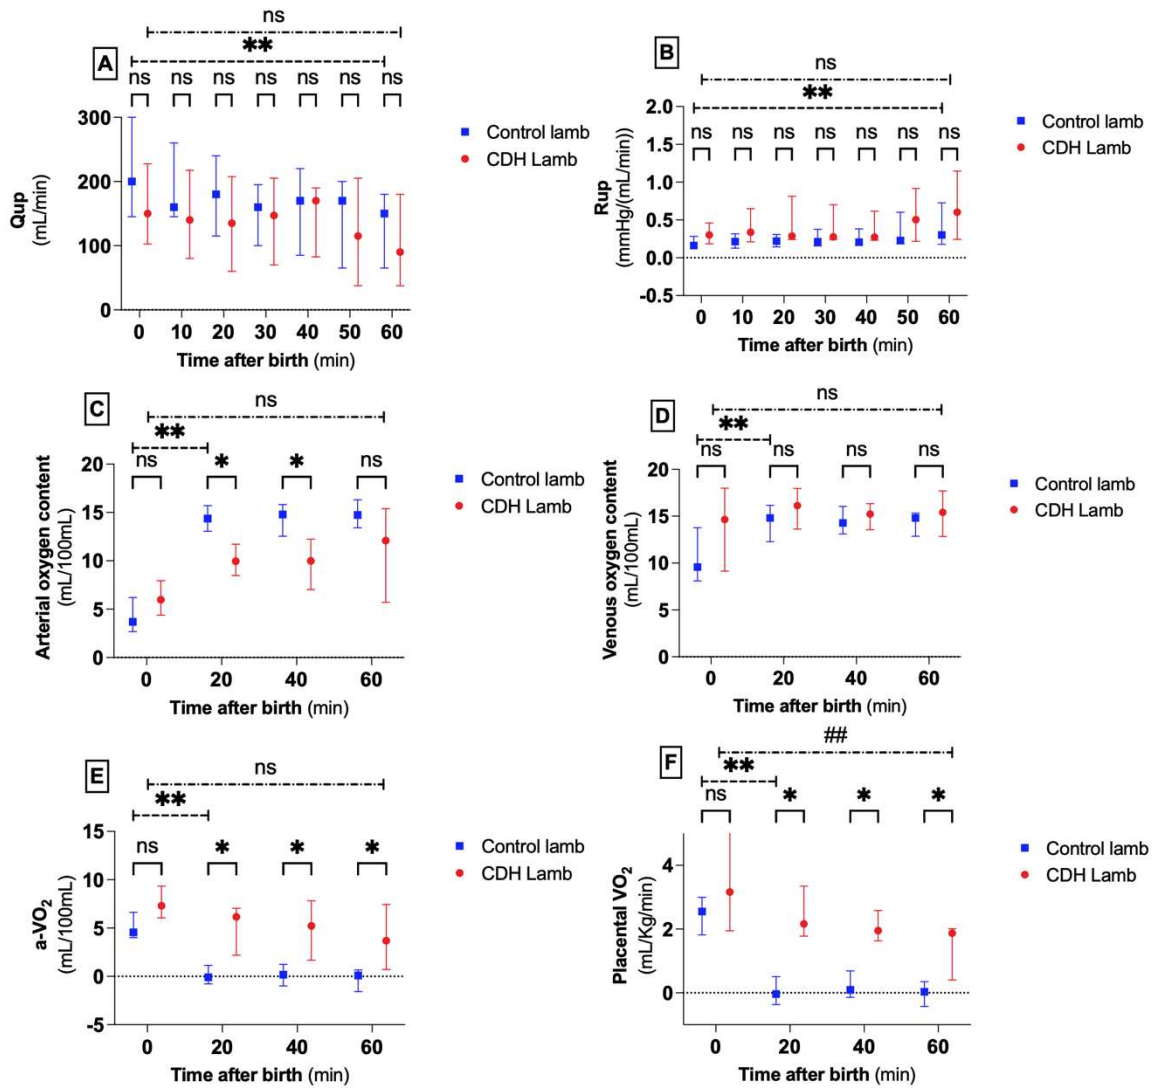 A
ns
**
ns ns ns ns ns ns ns
300
200
100
0
Qup
(mL/min)
0 10 20 30 40 50 60
Time after birth (min)
Control lamb
CDH Lamb
B
ns
**
ns ns ns ns ns ns ns
2.0
1.5
1.0
0.5
0.0
-0.5
Rup
(mmHg/(mL/min))
0 10 20 30 40 50 60
Time after birth (min)
Control lamb
CDH Lamb
C
ns
**
ns * * ns
20
15
10
5
0
Arterial oxygen content
(mL/100mL)
0 20 40 60
Time after birth (min)
Control lamb
CDH Lamb
D
ns
**
ns ns ns ns
20
15
10
5
0
Venous oxygen content
(mL/100mL)
0 20 40 60
Time after birth (min)
Control lamb
CDH Lamb
E
ns
**
ns * * *
15
10
5
0
-5
a-VO2
(mL/100mL)
0 20 40 60
Time after birth (min)
Control lamb
CDH Lamb
F
##
**
ns * * *
4
2
0
Placental VO2
(mL/Kg/min)
0 20 40 60
Time after birth (min)
Control lamb
CDH Lamb